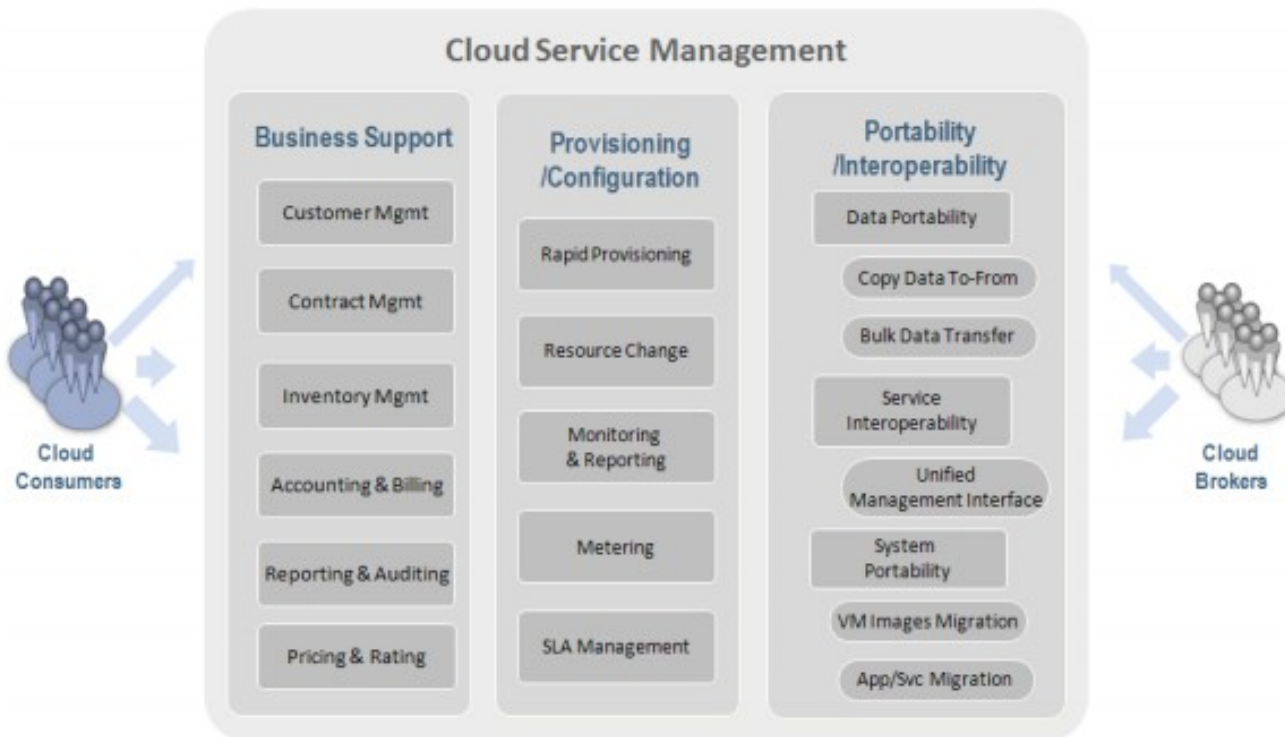 Cloud Service Management
Business Support
Customer Mgmt
Contract Mgmt
Inventory Mgmt
Accounting & Billing
Reporting & Auditing
Pricing & Rating
Provisioning
/Configuration
Rapid Provisioning
Resource Change
Monitoring
& Reporting
Metering
SLA Management
Portability
/Interoperability
Data Portability
Copy Data To-From
Bulk Data Transfer
Service
Interoperability
Unified
Management Interface
System
Portability
VM Images Migration
App/Svc Migration
Cloud
Consumers
Cloud
Brokers